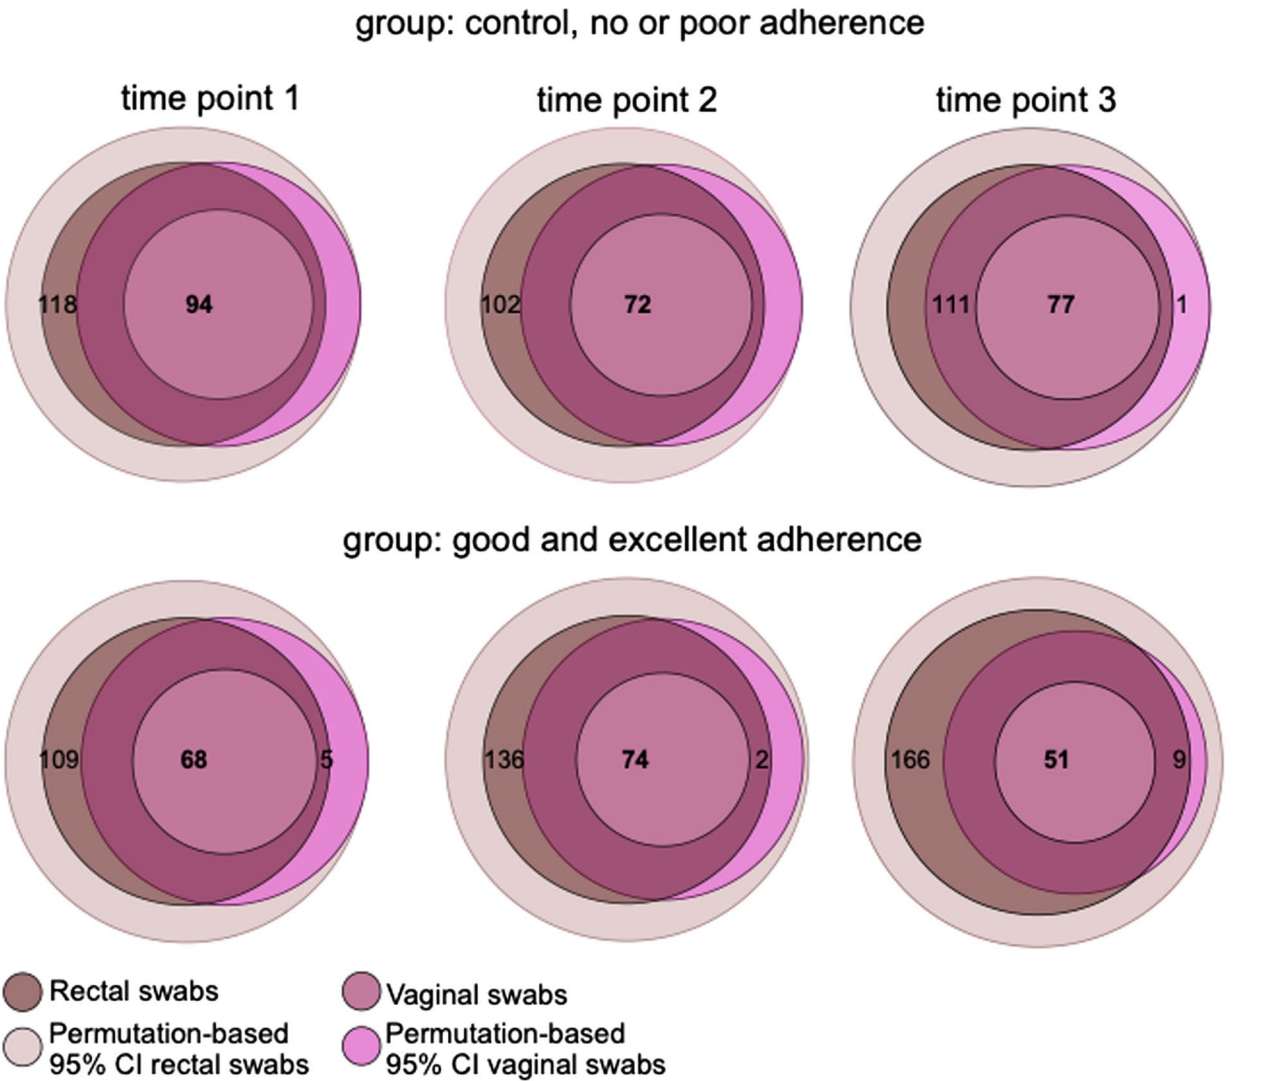 group: control, no or poor adherence
time point 1
time point 2
time point 3
118
94
102
72
111
77
1
group: good and excellent adherence
109
68
5
136
74
2
166
51
9
Rectal swabs
Vaginal swabs
Permutation-based
95% CI rectal swabs
Permutation-based
95% CI vaginal swabs